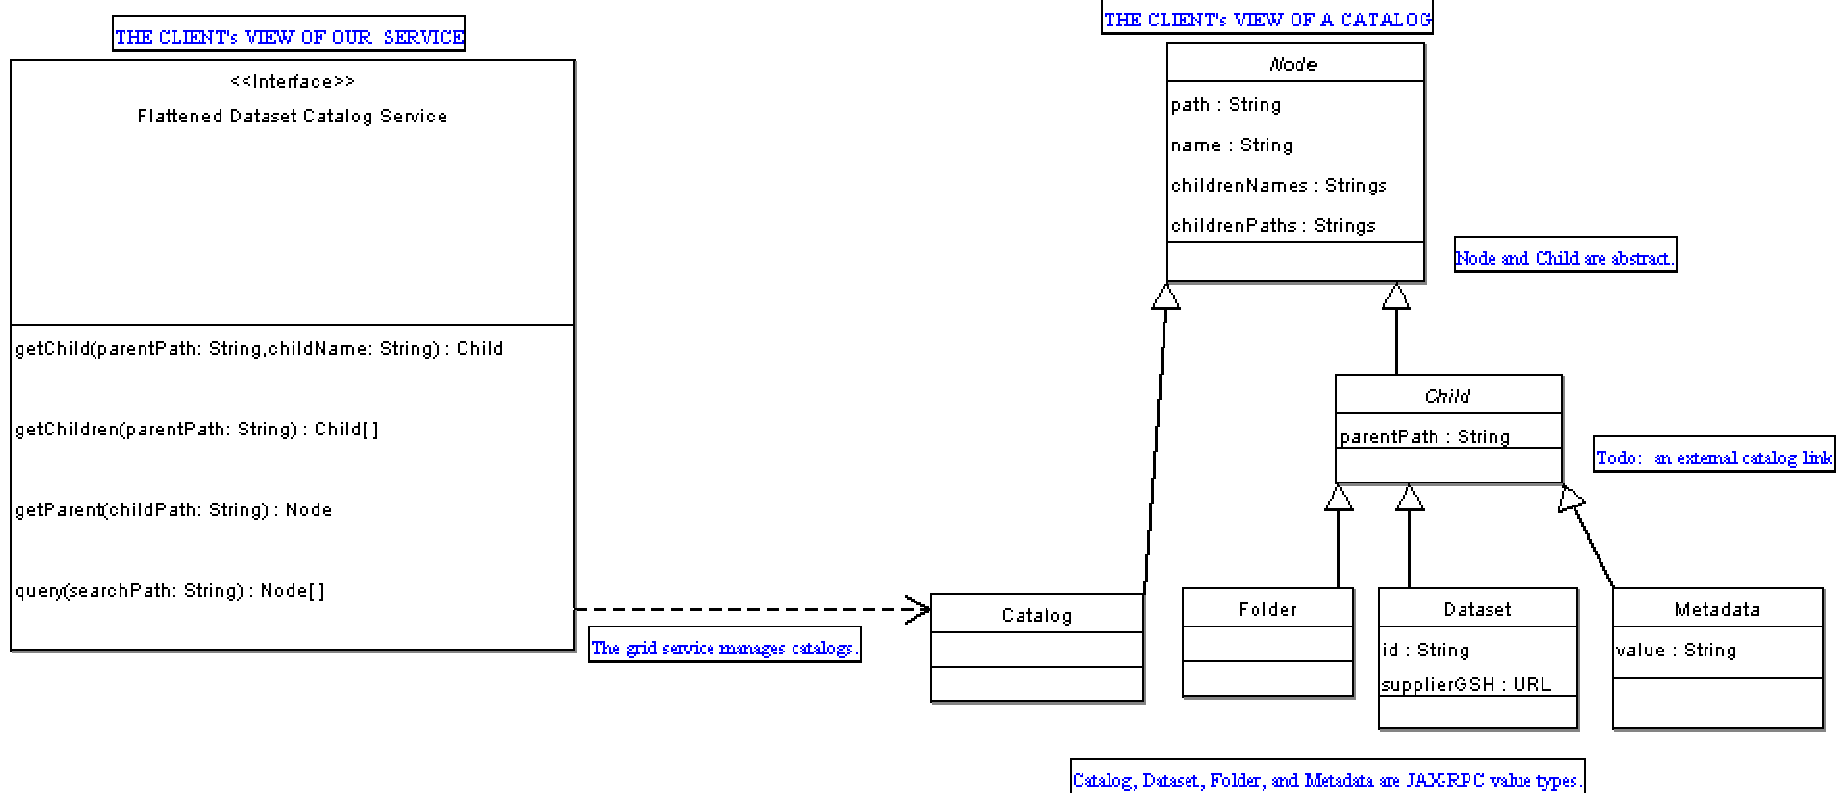 THE CLIENT's VIEW OF OUR SERVICE
<<Interface>>
Flattened Dataset Catalog Service
getChild(parentPath: String,childName: String) : Child
getChildren(parentPath: String) : Child[ ]
getParent(childPath: String) : Node
query(searchPath: String) : Node[ ]
The grid service manages catalogs.
THE CLIENT's VIEW OF A CATALOG
Node
path : String
name : String
childrenNames : Strings
childrenPaths : Strings
Node and Child are abstract.
Child
parentPath : String
Todo: an external catalog link
Catalog
Folder
Dataset
id : String
supplierGSH : URL
Metadata
value : String
Catalog, Dataset, Folder, and Metadata are JAX-RPC value types.